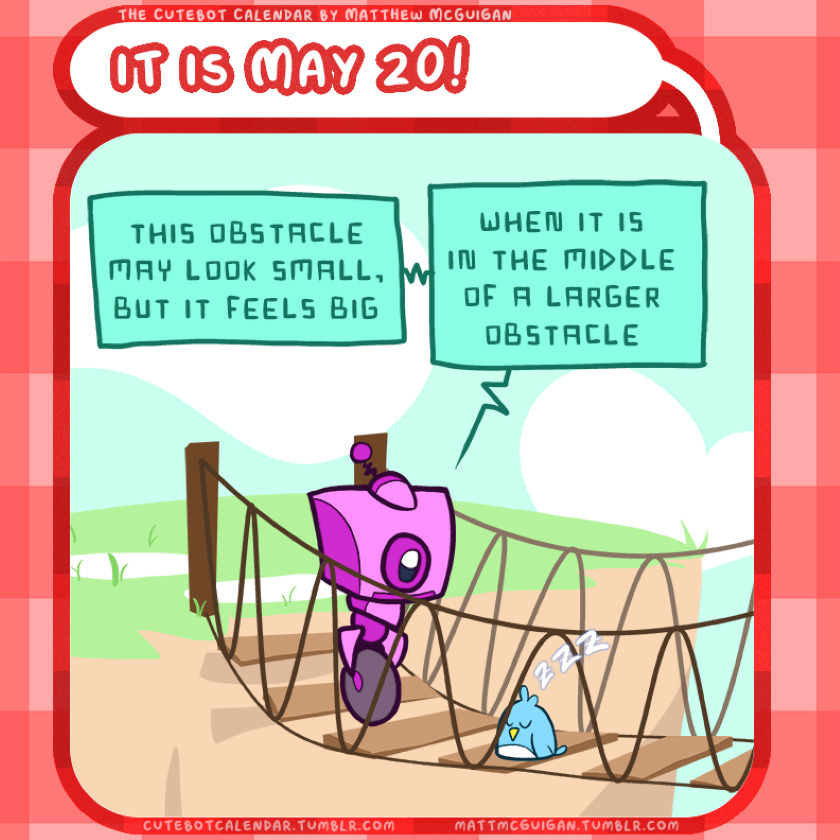 THE CUTEBOT CALENDAR BY MATTHEW MCGUIGAN
IT IS MAY 20!
THIS OBSTACLE
MAY LOOK SMALL,
BUT IT FEELS BIG
WHEN IT IS
IN THE MIDDLE
OF A LARGER
OBSTACLE
ZZZ
CUTEBOTCALENDAR.TUMBLR.COM
MATTMCGUIGAN.TUMBLR.COM